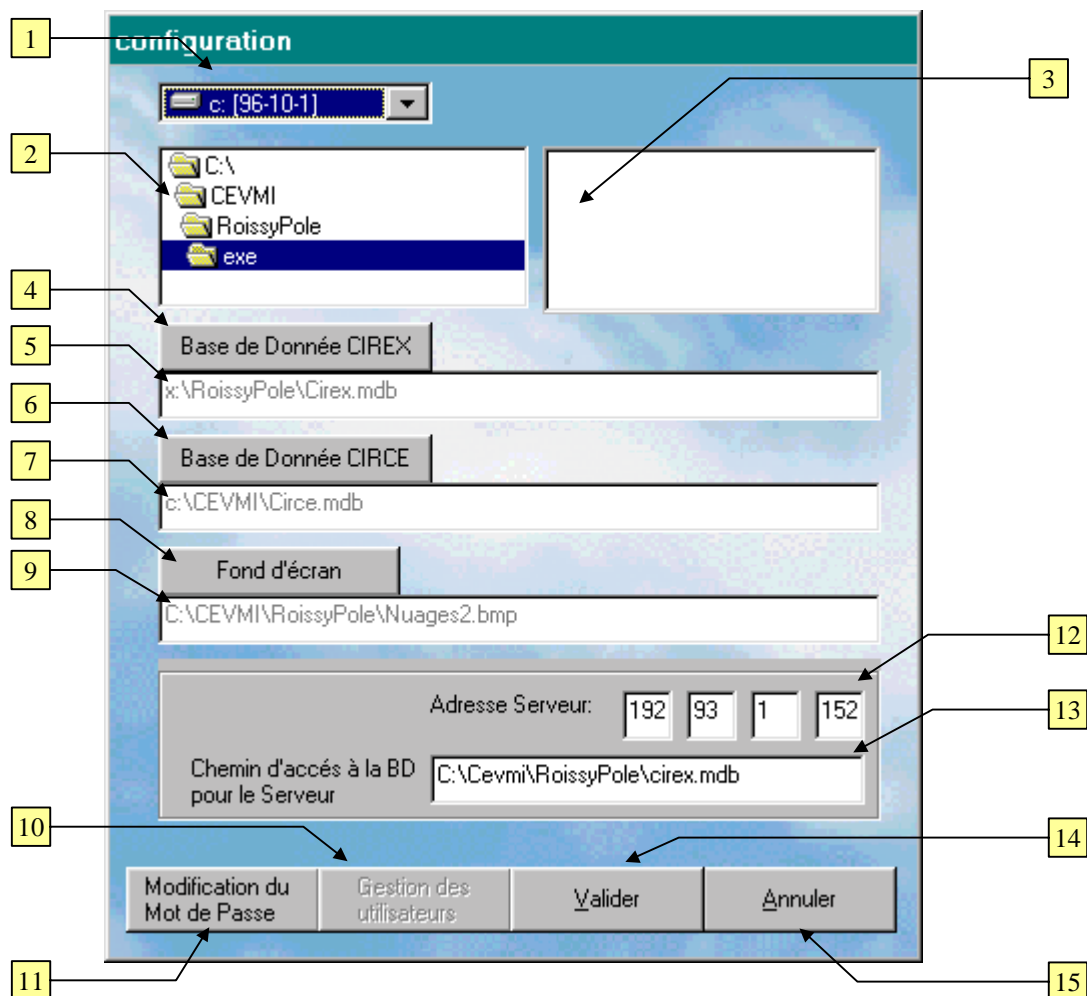 1
configuration
c: [96-10-1]
3
2
C:\
CEVMI
RoissyPole
exe
4
Base de Donnée CIREX
5
x:\RoissyPole\Cirex.mdb
6
Base de Donnée CIRCE
7
c:\CEVMI\Circe.mdb
8
Fond d'écran
9
C:\CEVMI\RoissyPole\Nuages2.bmp
12
Adresse Serveur: 192 93 1 152
13
Chemin d'accés à la BD
pour le Serveur
C:\Cevmi\RoissyPole\cirex.mdb
10
14
Modification du
Mot de Passe
Gestion des
utilisateurs
Valider
Annuler
11
15